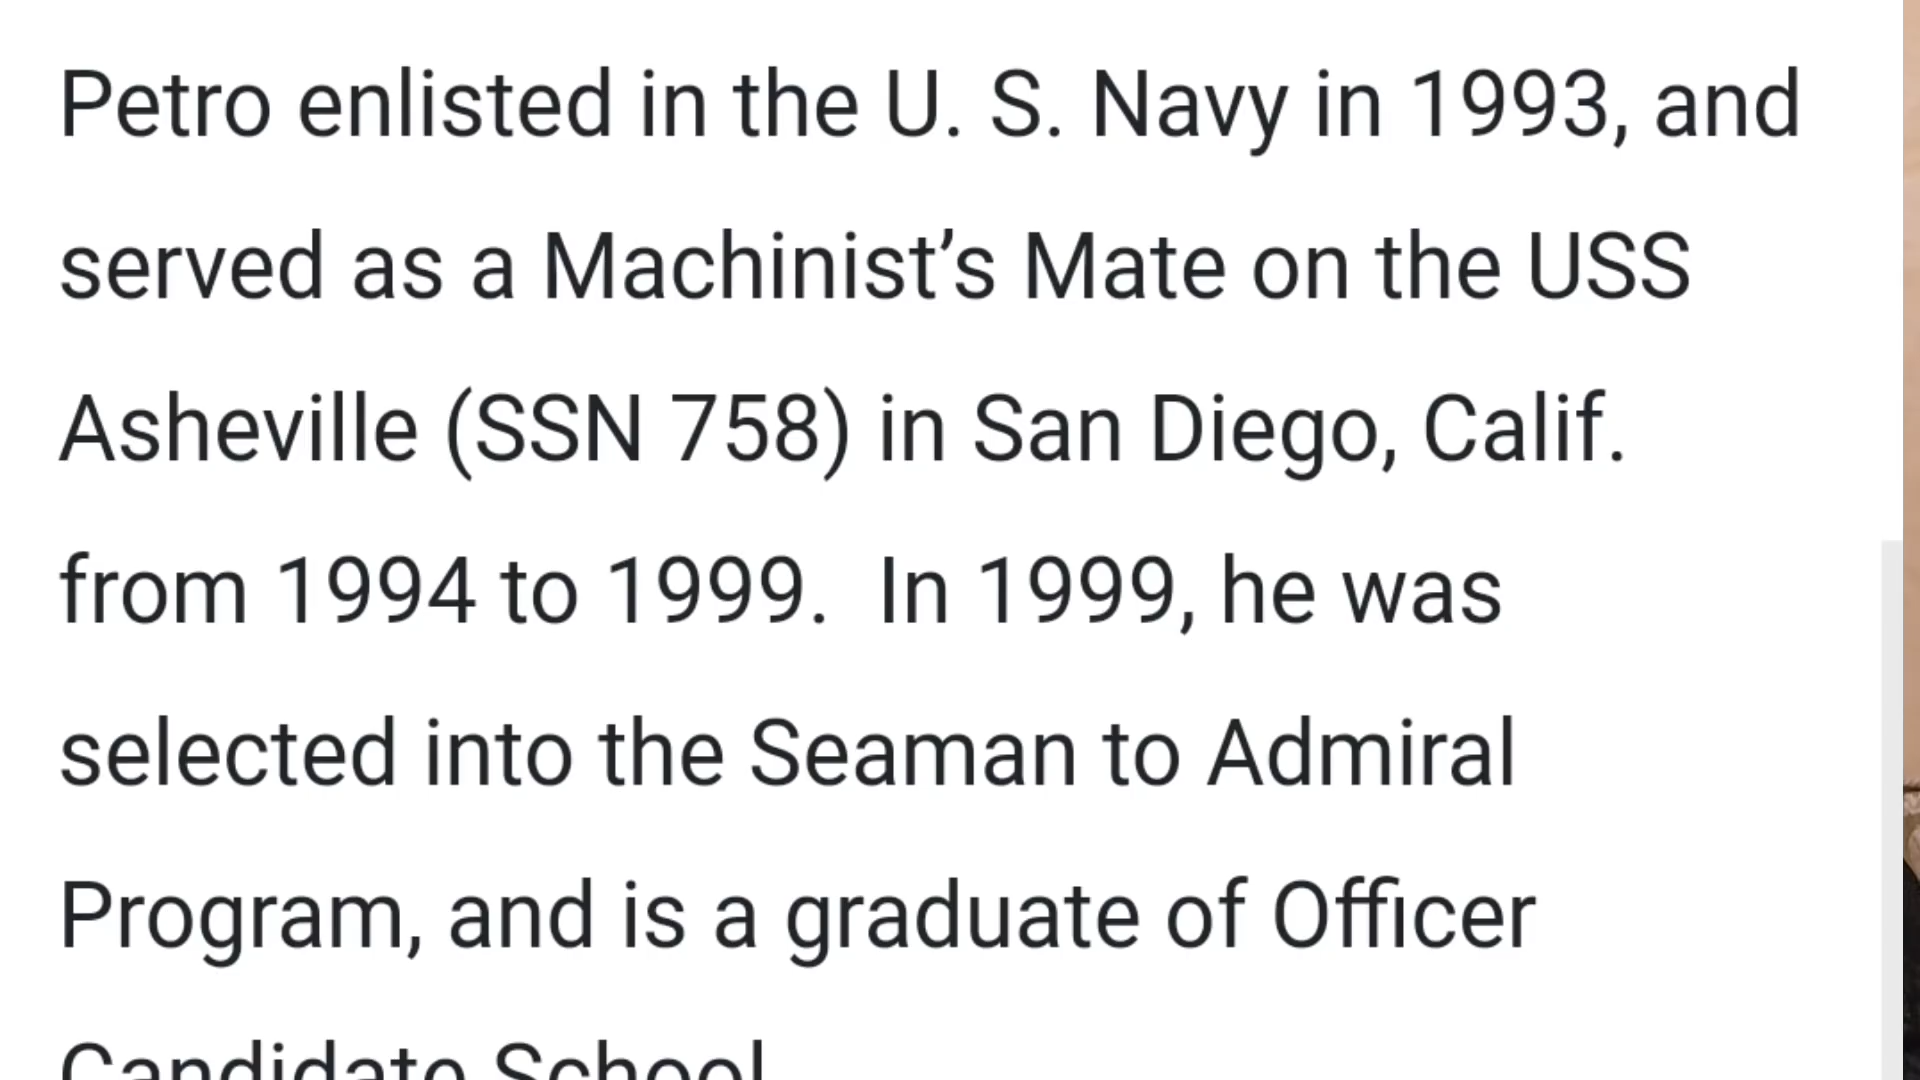 Petro enlisted in the U. S. Navy in 1993, and
served as a Machinist’s Mate on the USS
Asheville (SSN 758) in San Diego, Calif.
from 1994 to 1999.  In 1999, he was
selected into the Seaman to Admiral
Program, and is a graduate of Officer
Candidate School